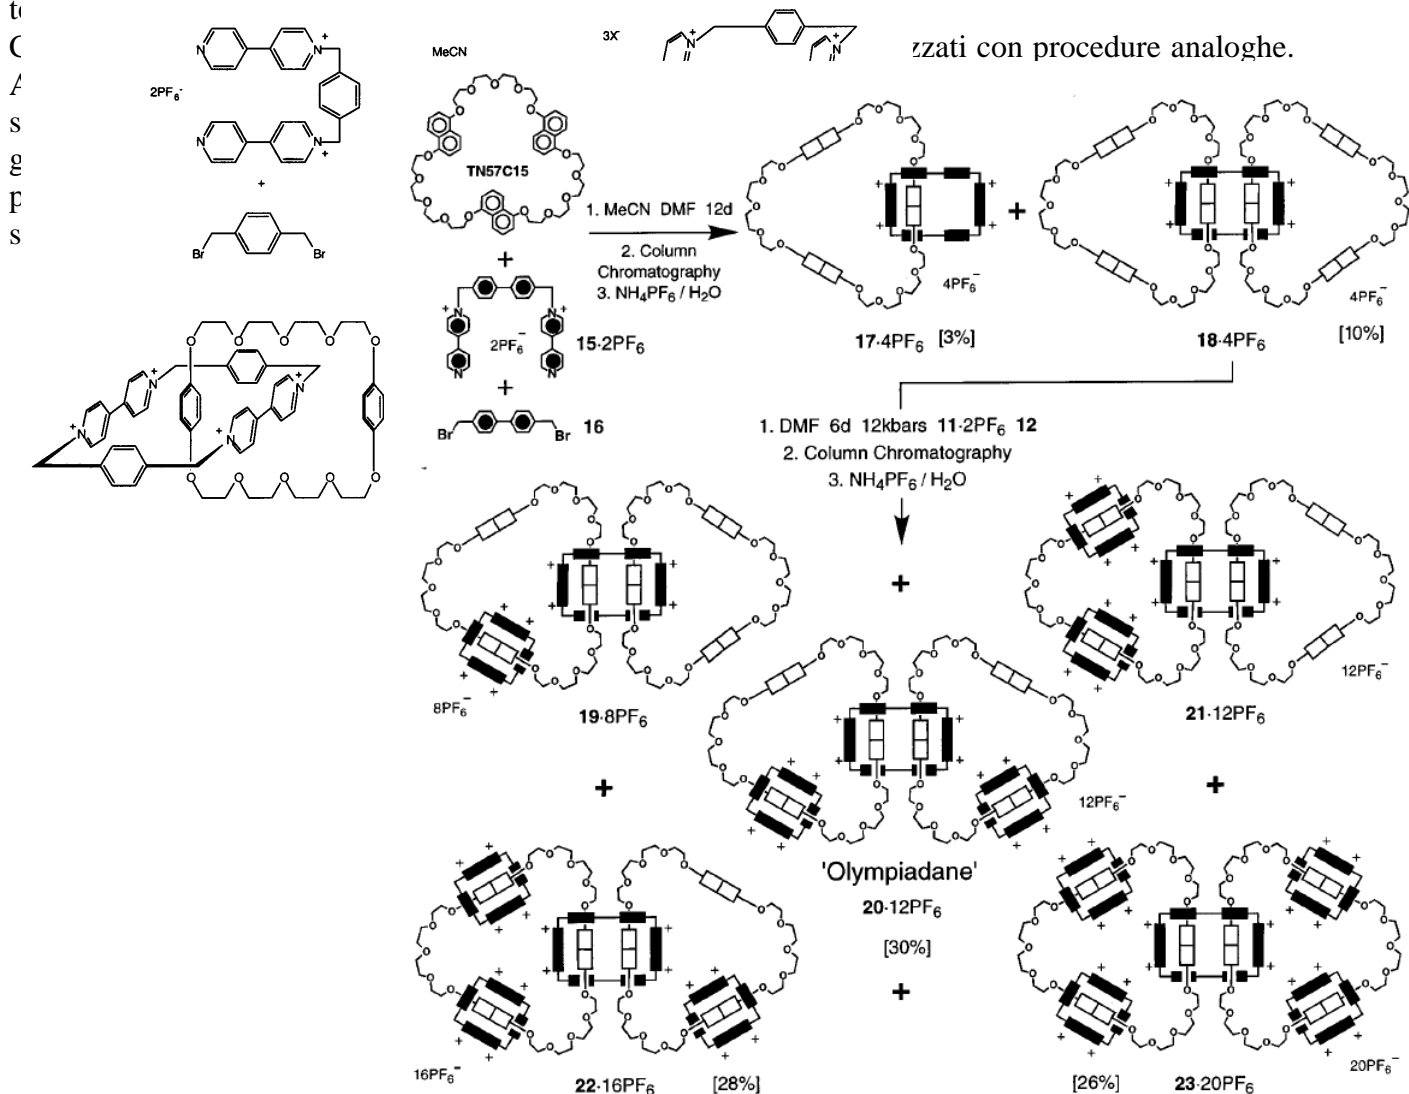 zzati con procedure analoghe.
MeCN
3X-
2PF6-
+
Br Br
TN57C15
+
2PF6- 15·2PF6
+
Br Br 16
1. MeCN DMF 12d
2. Column
Chromatography
3. NH4PF6 / H2O
4PF6-
17·4PF6 [3%]
+
4PF6-
18·4PF6 [10%]
1. DMF 6d 12kbars 11·2PF6 12
2. Column Chromatography
3. NH4PF6 / H2O
8PF6-
19·8PF6
+
12PF6-
21·12PF6
+
12PF6-
'Olympiadane'
20·12PF6
[30%]
+
+
16PF6-
22·16PF6 [28%]
20PF6-
[26%] 23·20PF6